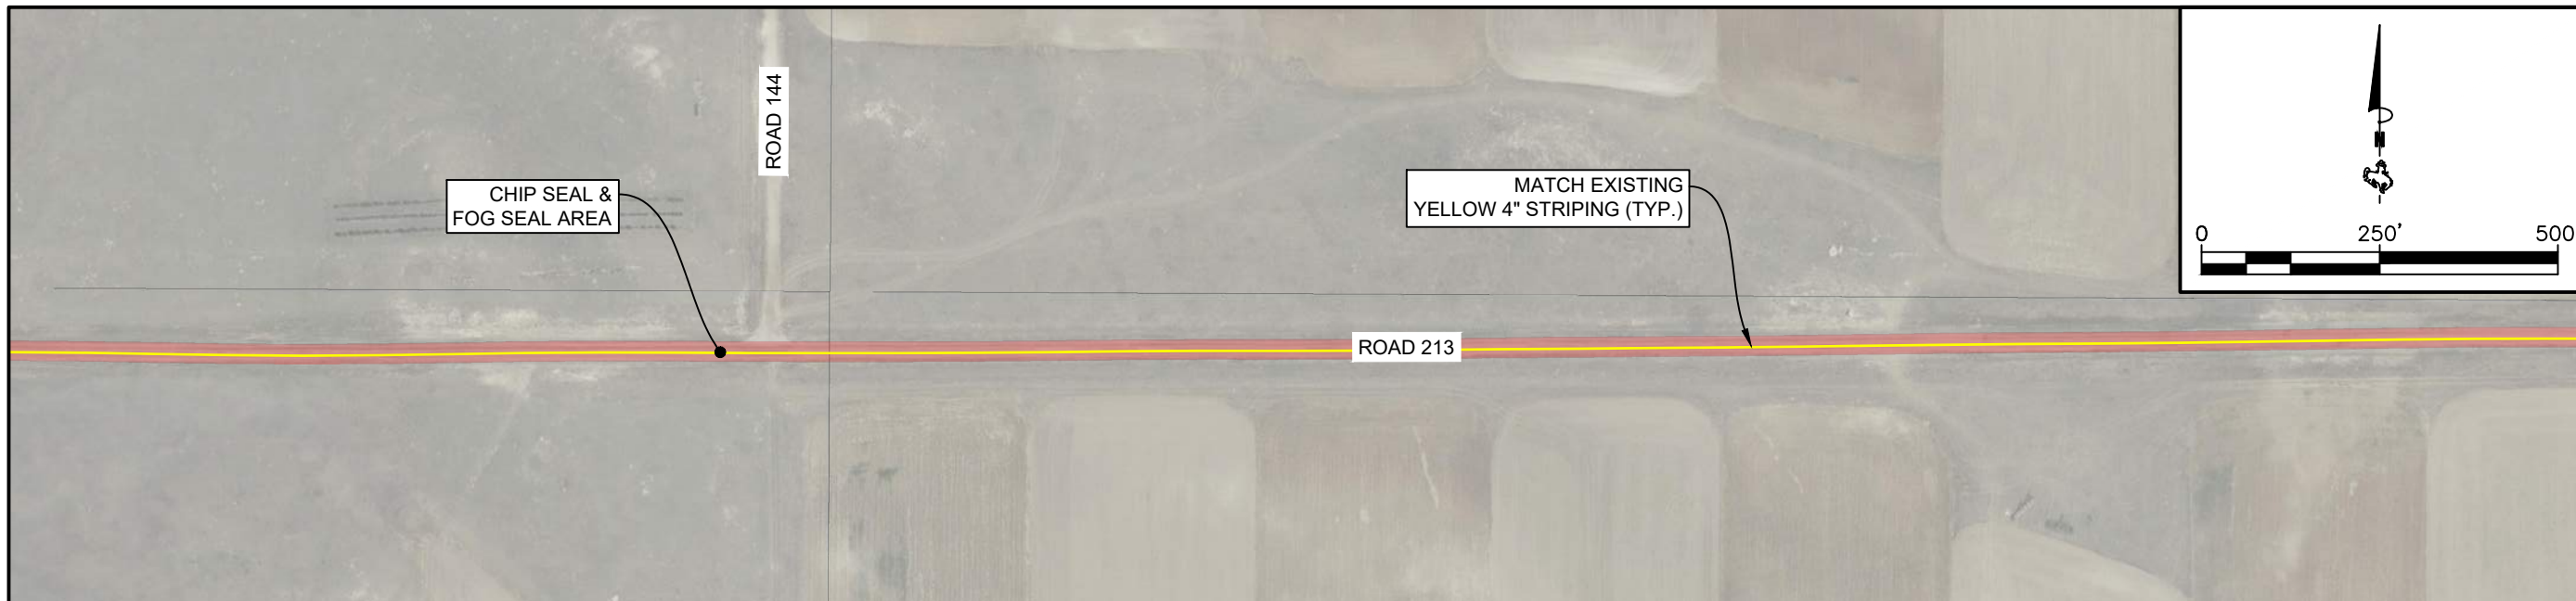 ROAD 144
CHIP SEAL &
FOG SEAL AREA
MATCH EXISTING
YELLOW 4" STRIPING (TYP.)
ROAD 213
N
0 250' 500